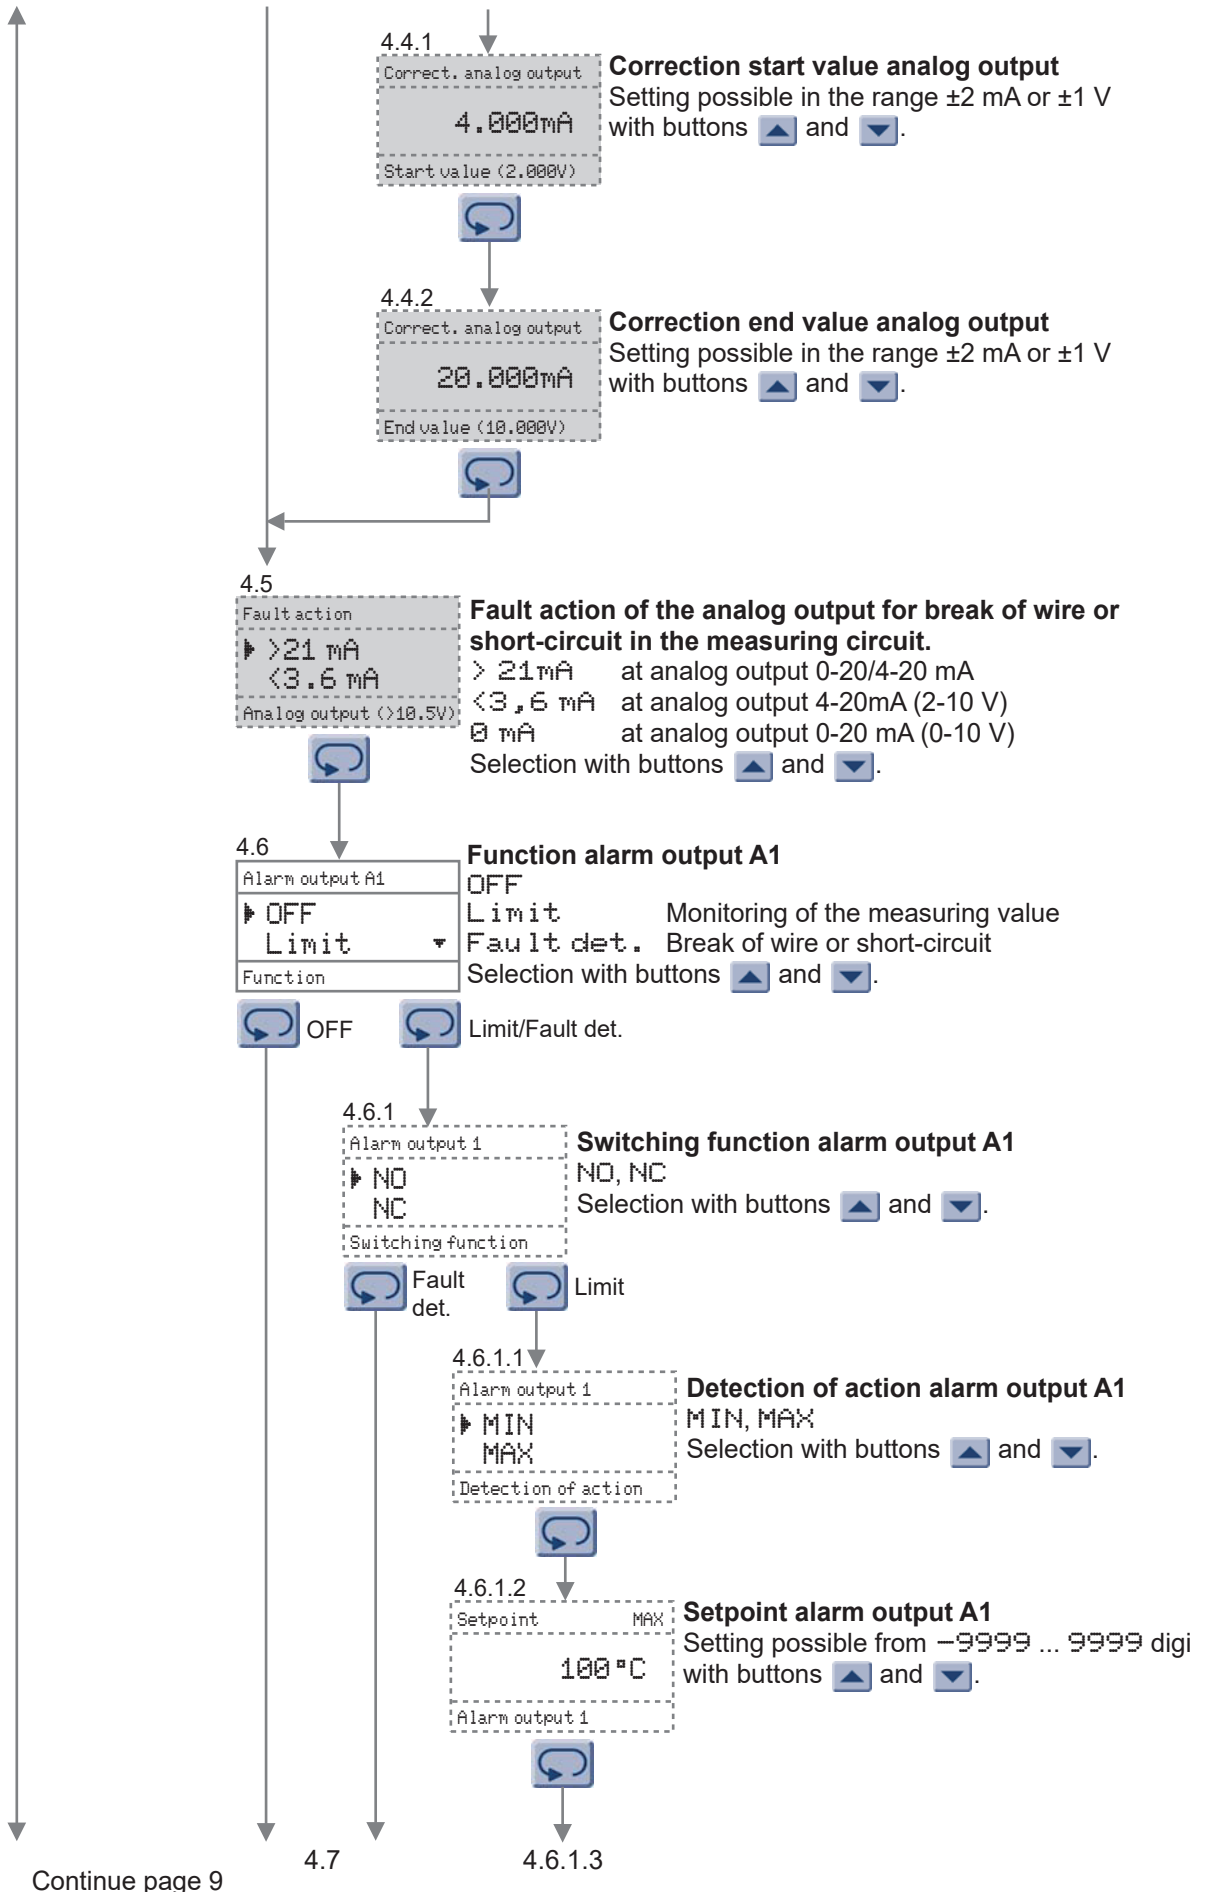 4.4.1
Correct. analog output
4.000mA
Start value (2.000V)
Correction start value analog output
Setting possible in the range ±2 mA or ±1 V
with buttons and .
4.4.2
Correct. analog output
20.000mA
End value (10.000V)
Correction end value analog output
Setting possible in the range ±2 mA or ±1 V
with buttons and .
4.5
Fault action
>21 mA
<3.6 mA
Analog output (>10.5V)
Fault action of the analog output for break of wire or
short-circuit in the measuring circuit.
> 21mA at analog output 0-20/4-20 mA
<3,6 mA at analog output 4-20mA (2-10 V)
0 mA at analog output 0-20 mA (0-10 V)
Selection with buttons and .
4.6
Alarm output A1
OFF
Limit
Function
Function alarm output A1
OFF
Limit Monitoring of the measuring value
Fault det. Break of wire or short-circuit
Selection with buttons and .
OFF
Limit/Fault det.
4.6.1
Alarm output 1
NO
NC
Switching function
Switching function alarm output A1
NO, NC
Selection with buttons and .
Fault
det.
Limit
4.6.1.1
Alarm output 1
MIN
MAX
Detection of action
Detection of action alarm output A1
MIN, MAX
Selection with buttons and .
4.6.1.2
Setpoint MAX
100°C
Alarm output 1
Setpoint alarm output A1
Setting possible from -9999 ... 9999 digi
with buttons and .
4.7
4.6.1.3
Continue page 9